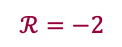 ℛ = −2